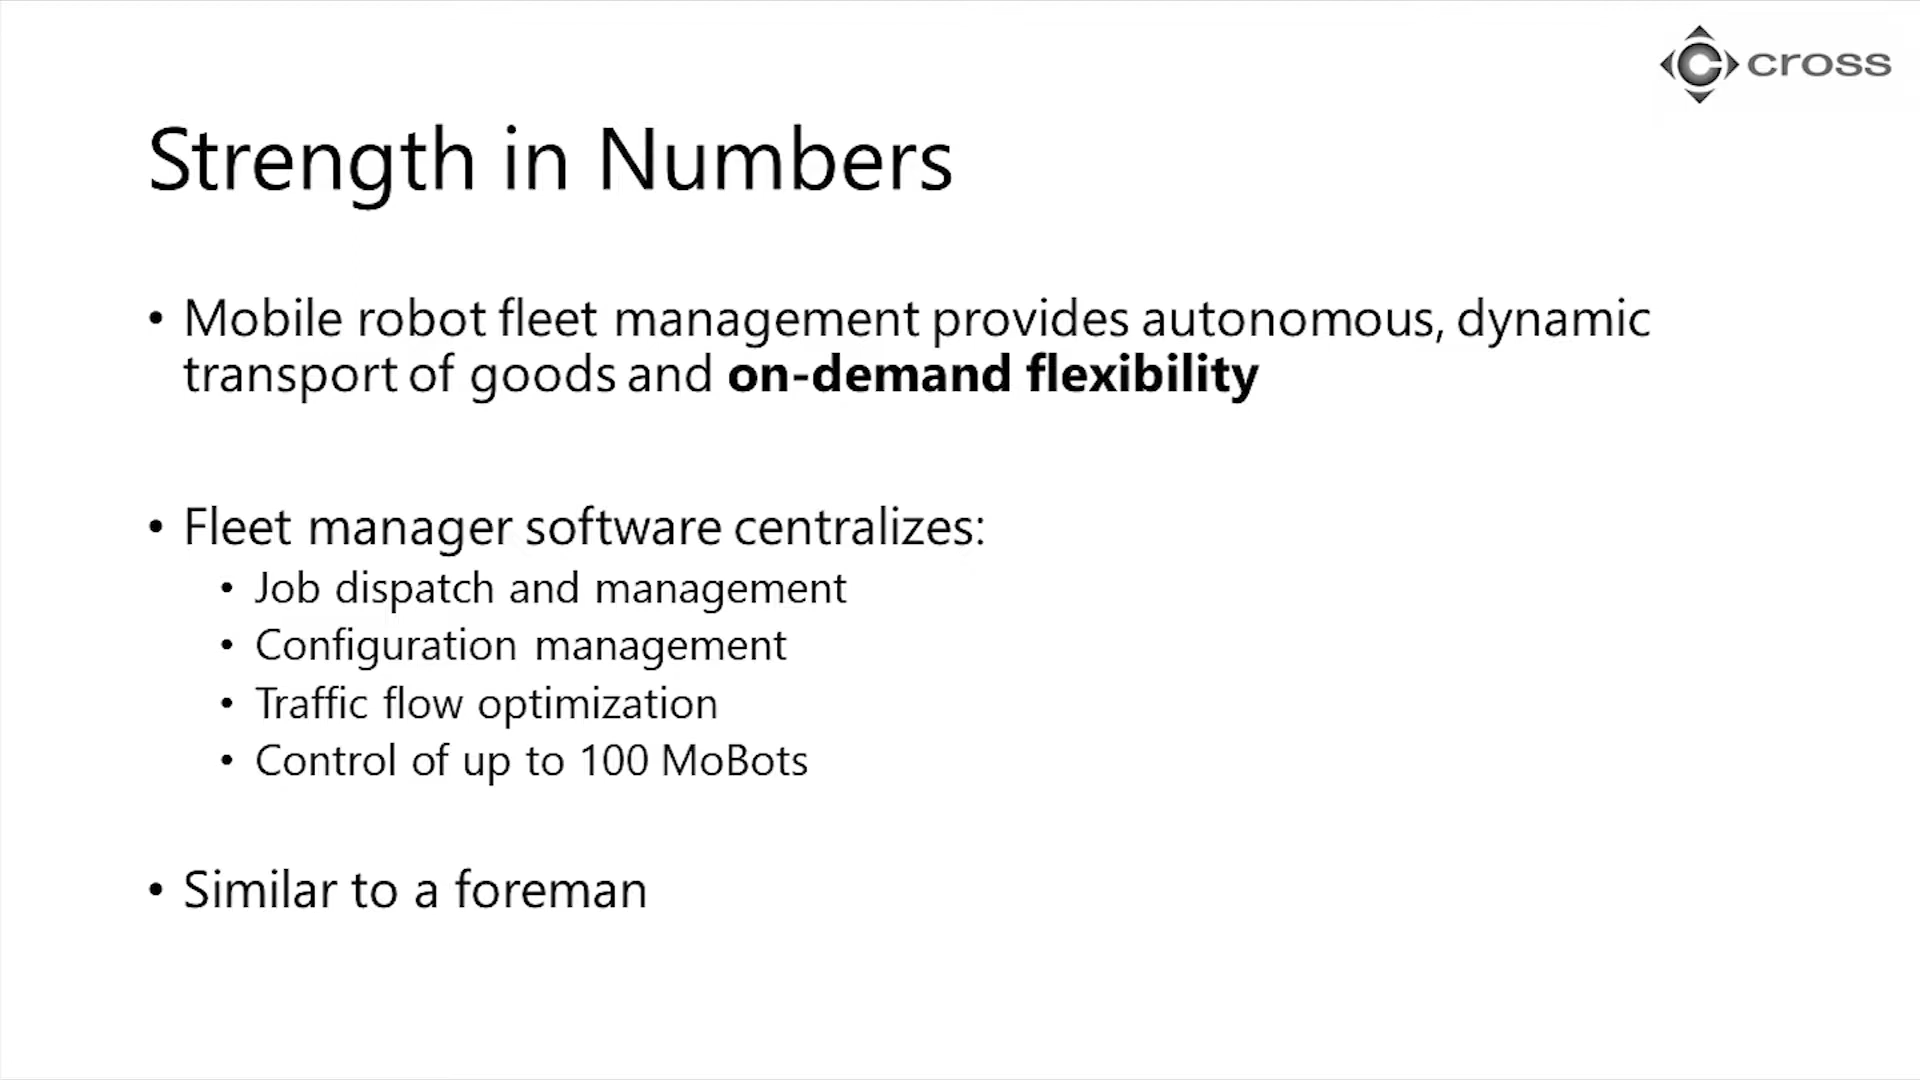 cross
Strength in Numbers
• Mobile robot fleet management provides autonomous, dynamic
transport of goods and on-demand flexibility
• Fleet manager software centralizes:
• Job dispatch and management
• Configuration management
• Traffic flow optimization
• Control of up to 100 MoBots
• Similar to a foreman